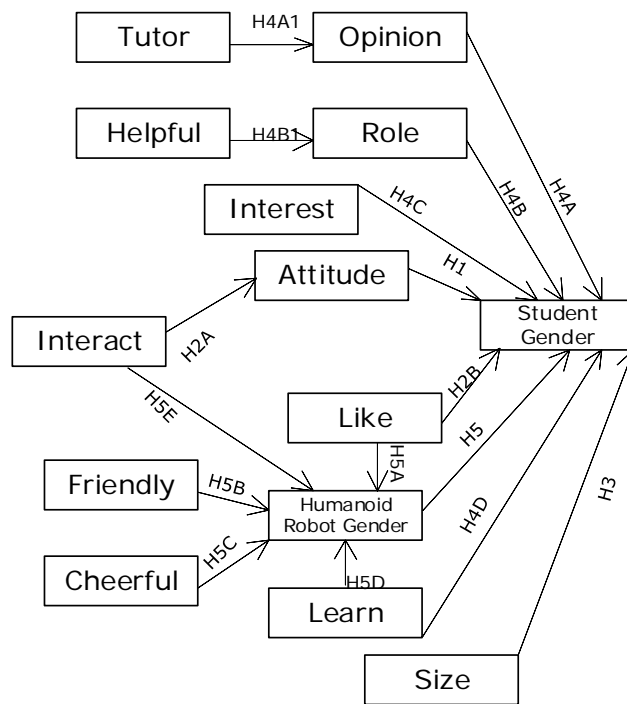 Tutor
H4A1
Opinion
Helpful
H4B1
Role
Interest
H4C
H4B
H4A
Attitude
H1
Student
Gender
Interact
H2A
H5E
Like
H2B
H5A
H5
Friendly
H5B
Humanoid
Robot Gender
H4D
H3
Cheerful
H5C
H5D
Learn
Size